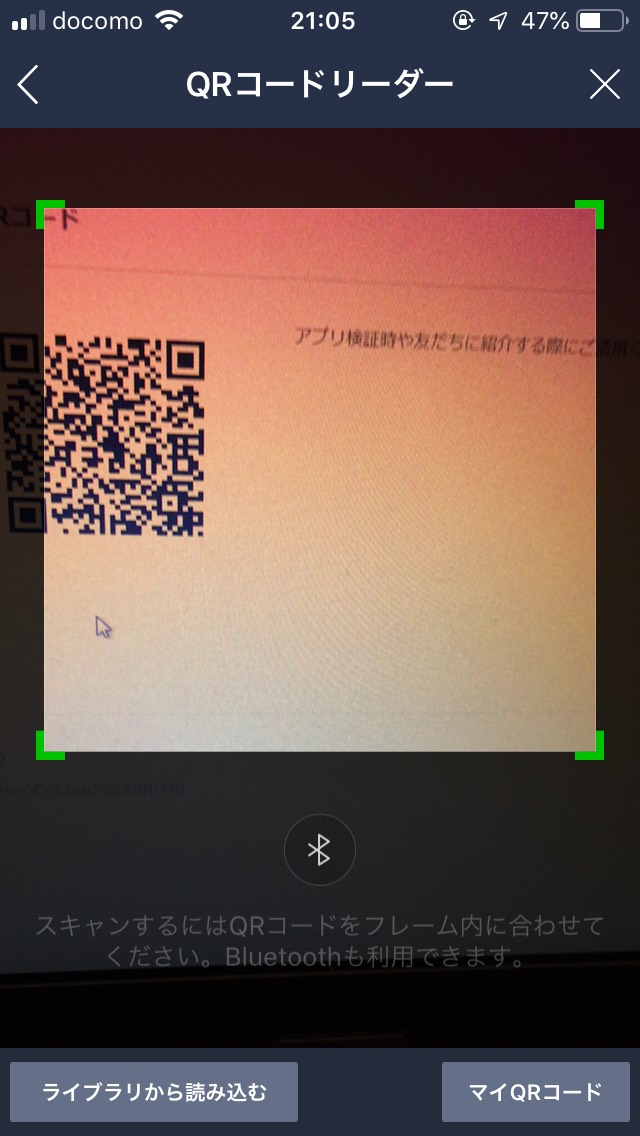 docomo 21:05 47%
QRコードリーダー
Rコード
アプリ検証時や友だちに紹介する際にご活用く
7bc0f2d3a67d859fb7f0
スキャンするにはQRコードをフレーム内に合わせて
ください。Bluetoothも利用できます。
ライブラリから読み込む
マイQRコード